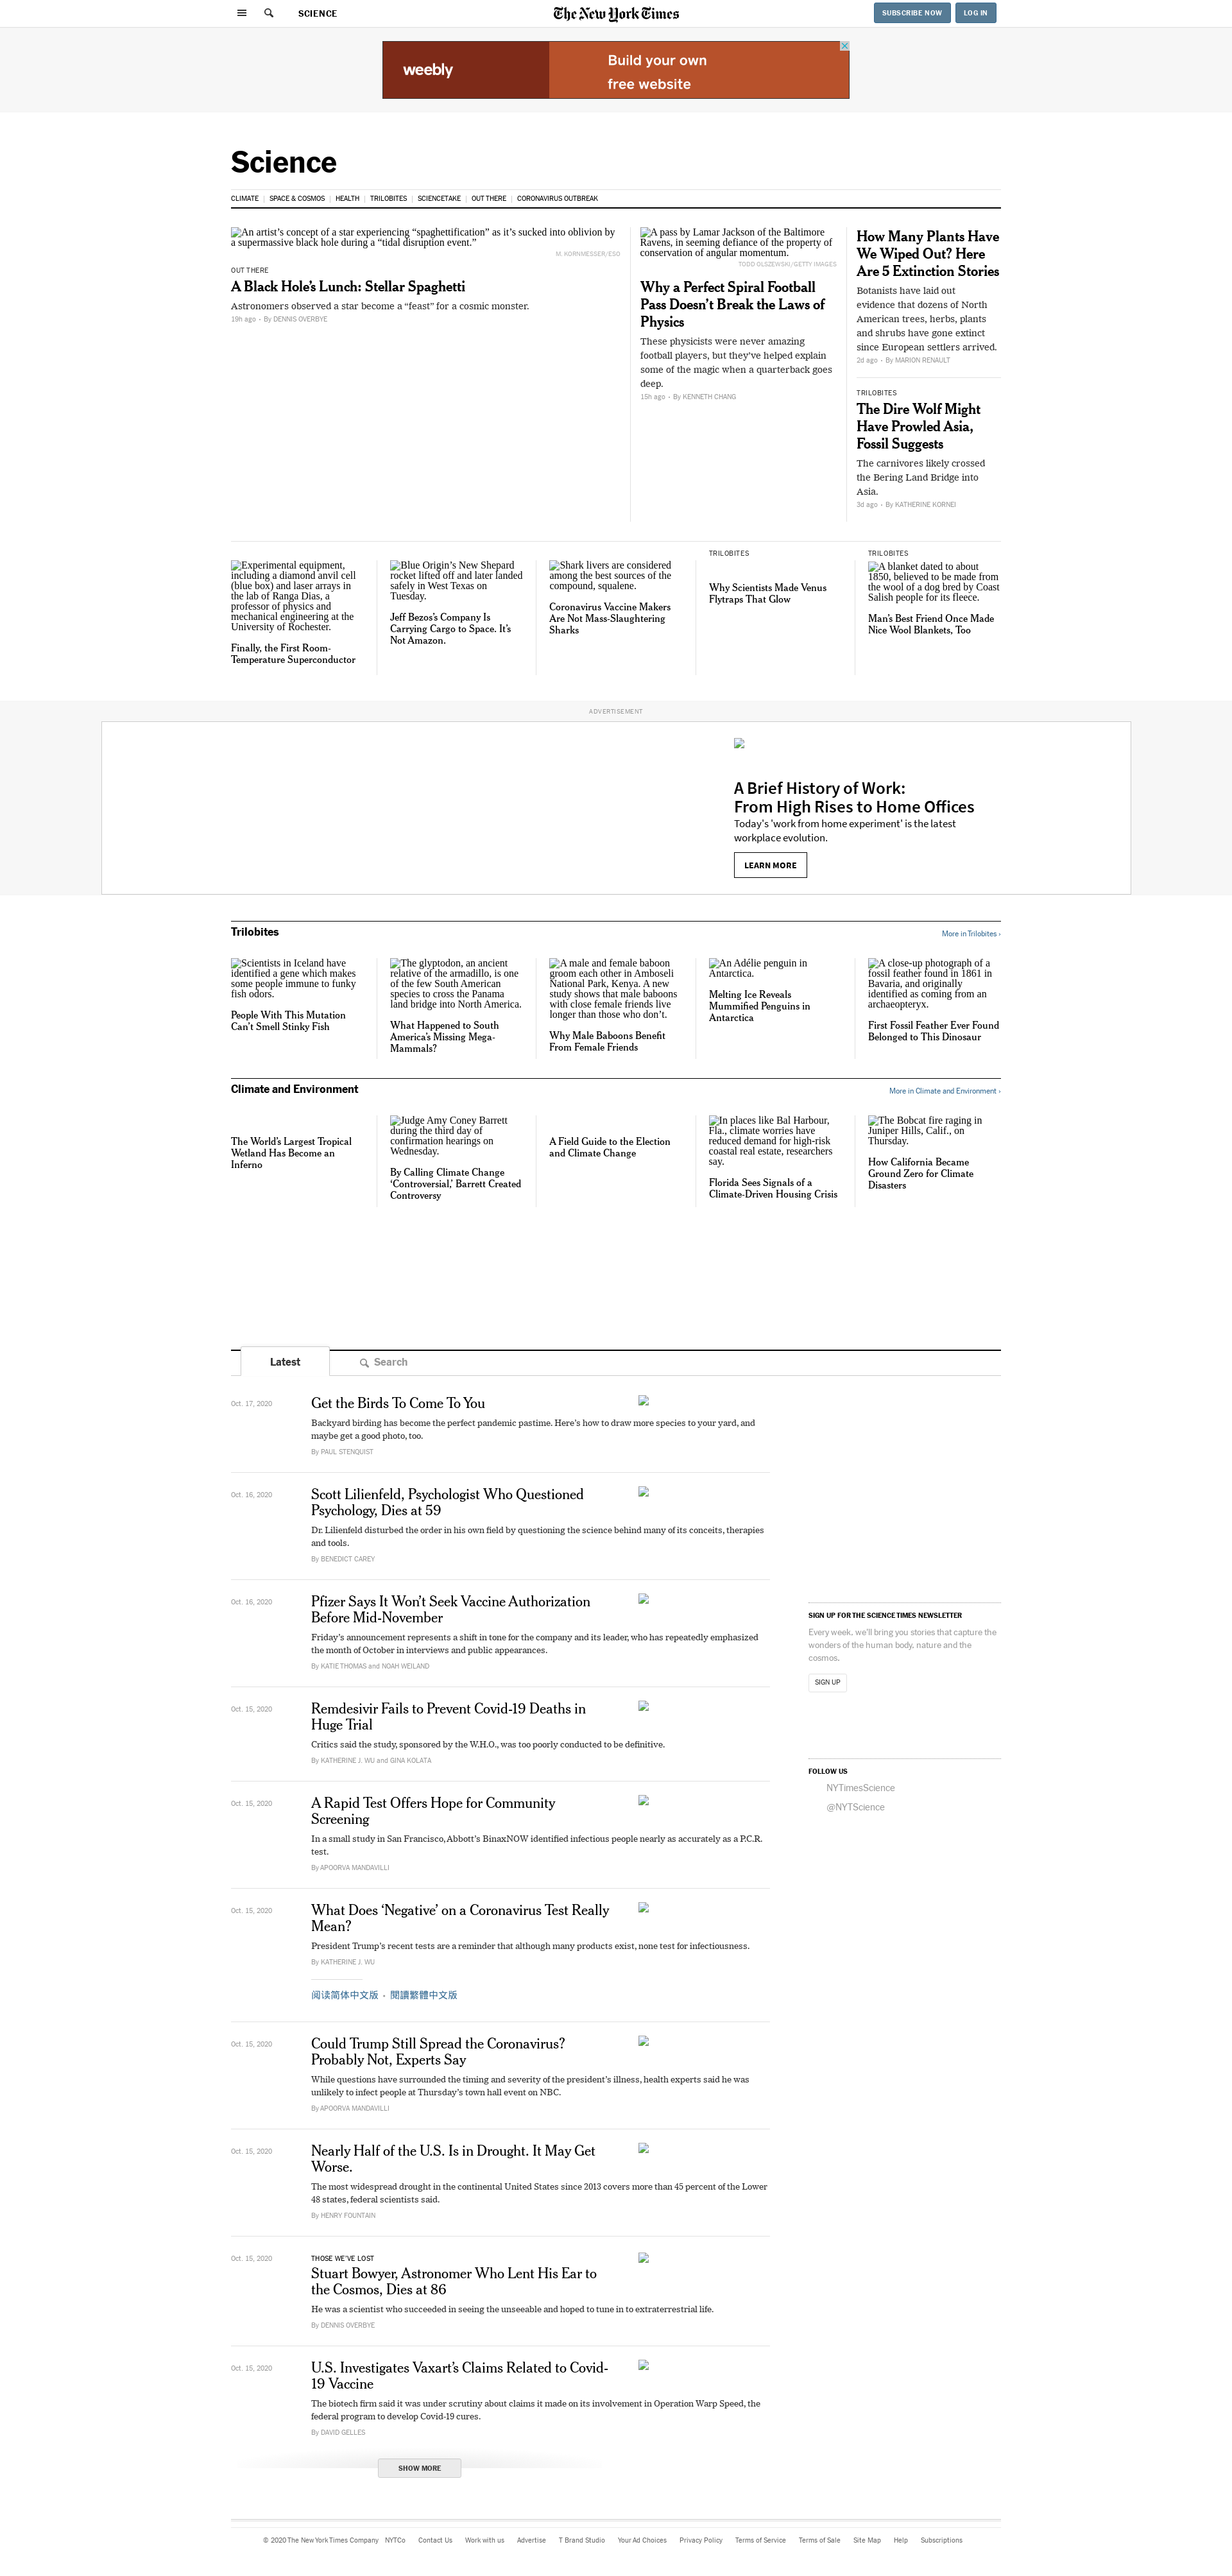 SCIENCE
The New York Times
SUBSCRIBE NOW
LOG IN
weebly
Build your own
free website
Science
CLIMATE
SPACE & COSMOS
HEALTH
TRILOBITES
SCIENCETAKE
OUT THERE
CORONAVIRUS OUTBREAK
An artist’s concept of a star experiencing “spaghettification” as it’s sucked into oblivion by
a supermassive black hole during a “tidal disruption event.”
M. KORNMESSER/ESO
OUT THERE
A Black Hole’s Lunch: Stellar Spaghetti
Astronomers observed a star become a “feast” for a cosmic monster.
19h ago • By DENNIS OVERBYE
A pass by Lamar Jackson of the Baltimore
Ravens, in seeming defiance of the property of
conservation of angular momentum.
TODD OLSZEWSKI/GETTY IMAGES
Why a Perfect Spiral Football
Pass Doesn’t Break the Laws of
Physics
These physicists were never amazing
football players, but they’ve helped explain
some of the magic when a quarterback goes
deep.
15h ago • By KENNETH CHANG
How Many Plants Have
We Wiped Out? Here
Are 5 Extinction Stories
Botanists have laid out
evidence that dozens of North
American trees, herbs, plants
and shrubs have gone extinct
since European settlers arrived.
2d ago • By MARION RENAULT
TRILOBITES
The Dire Wolf Might
Have Prowled Asia,
Fossil Suggests
The carnivores likely crossed
the Bering Land Bridge into
Asia.
3d ago • By KATHERINE KORNEI
Experimental equipment,
including a diamond anvil cell
(blue box) and laser arrays in
the lab of Ranga Dias, a
professor of physics and
mechanical engineering at the
University of Rochester.
Finally, the First Room-
Temperature Superconductor
Blue Origin’s New Shepard
rocket lifted off and later landed
safely in West Texas on
Tuesday.
Jeff Bezos’s Company Is
Carrying Cargo to Space. It’s
Not Amazon.
Shark livers are considered
among the best sources of the
compound, squalene.
Coronavirus Vaccine Makers
Are Not Mass-Slaughtering
Sharks
TRILOBITES
Why Scientists Made Venus
Flytraps That Glow
TRILOBITES
A blanket dated to about
1850, believed to be made from
the wool of a dog bred by Coast
Salish people for its fleece.
Man’s Best Friend Once Made
Nice Wool Blankets, Too
ADVERTISEMENT
A Brief History of Work:
From High Rises to Home Offices
Today's 'work from home experiment' is the latest
workplace evolution.
LEARN MORE
Trilobites
More in Trilobites ›
Scientists in Iceland have
identified a gene which makes
some people immune to funky
fish odors.
People With This Mutation
Can’t Smell Stinky Fish
The glyptodon, an ancient
relative of the armadillo, is one
of the few South American
species to cross the Panama
land bridge into North America.
What Happened to South
America’s Missing Mega-
Mammals?
A male and female baboon
groom each other in Amboseli
National Park, Kenya. A new
study shows that male baboons
with close female friends live
longer than those who don’t.
Why Male Baboons Benefit
From Female Friends
An Adélie penguin in
Antarctica.
Melting Ice Reveals
Mummified Penguins in
Antarctica
A close-up photograph of a
fossil feather found in 1861 in
Bavaria, and originally
identified as coming from an
archaeopteryx.
First Fossil Feather Ever Found
Belonged to This Dinosaur
Climate and Environment
More in Climate and Environment ›
The World’s Largest Tropical
Wetland Has Become an
Inferno
Judge Amy Coney Barrett
during the third day of
confirmation hearings on
Wednesday.
By Calling Climate Change
‘Controversial,’ Barrett Created
Controversy
A Field Guide to the Election
and Climate Change
In places like Bal Harbour,
Fla., climate worries have
reduced demand for high-risk
coastal real estate, researchers
say.
Florida Sees Signals of a
Climate-Driven Housing Crisis
The Bobcat fire raging in
Juniper Hills, Calif., on
Thursday.
How California Became
Ground Zero for Climate
Disasters
Latest
Search
Oct. 17, 2020
Get the Birds To Come To You
Backyard birding has become the perfect pandemic pastime. Here’s how to draw more species to your yard, and
maybe get a good photo, too.
By PAUL STENQUIST
Oct. 16, 2020
Scott Lilienfeld, Psychologist Who Questioned
Psychology, Dies at 59
Dr. Lilienfeld disturbed the order in his own field by questioning the science behind many of its conceits, therapies
and tools.
By BENEDICT CAREY
Oct. 16, 2020
Pfizer Says It Won’t Seek Vaccine Authorization
Before Mid-November
Friday’s announcement represents a shift in tone for the company and its leader, who has repeatedly emphasized
the month of October in interviews and public appearances.
By KATIE THOMAS and NOAH WEILAND
Oct. 15, 2020
Remdesivir Fails to Prevent Covid-19 Deaths in
Huge Trial
Critics said the study, sponsored by the W.H.O., was too poorly conducted to be definitive.
By KATHERINE J. WU and GINA KOLATA
Oct. 15, 2020
A Rapid Test Offers Hope for Community
Screening
In a small study in San Francisco, Abbott’s BinaxNOW identified infectious people nearly as accurately as a P.C.R.
test.
By APOORVA MANDAVILLI
Oct. 15, 2020
What Does ‘Negative’ on a Coronavirus Test Really
Mean?
President Trump’s recent tests are a reminder that although many products exist, none test for infectiousness.
By KATHERINE J. WU
阅读简体中文版 • 閱讀繁體中文版
Oct. 15, 2020
Could Trump Still Spread the Coronavirus?
Probably Not, Experts Say
While questions have surrounded the timing and severity of the president’s illness, health experts said he was
unlikely to infect people at Thursday’s town hall event on NBC.
By APOORVA MANDAVILLI
Oct. 15, 2020
Nearly Half of the U.S. Is in Drought. It May Get
Worse.
The most widespread drought in the continental United States since 2013 covers more than 45 percent of the Lower
48 states, federal scientists said.
By HENRY FOUNTAIN
Oct. 15, 2020
THOSE WE’VE LOST
Stuart Bowyer, Astronomer Who Lent His Ear to
the Cosmos, Dies at 86
He was a scientist who succeeded in seeing the unseeable and hoped to tune in to extraterrestrial life.
By DENNIS OVERBYE
Oct. 15, 2020
U.S. Investigates Vaxart’s Claims Related to Covid-
19 Vaccine
The biotech firm said it was under scrutiny about claims it made on its involvement in Operation Warp Speed, the
federal program to develop Covid-19 cures.
By DAVID GELLES
SHOW MORE
SIGN UP FOR THE SCIENCE TIMES NEWSLETTER
Every week, we'll bring you stories that capture the
wonders of the human body, nature and the
cosmos.
SIGN UP
FOLLOW US
NYTimesScience
@NYTScience
© 2020 The New York Times Company
NYTCo
Contact Us
Work with us
Advertise
T Brand Studio
Your Ad Choices
Privacy Policy
Terms of Service
Terms of Sale
Site Map
Help
Subscriptions